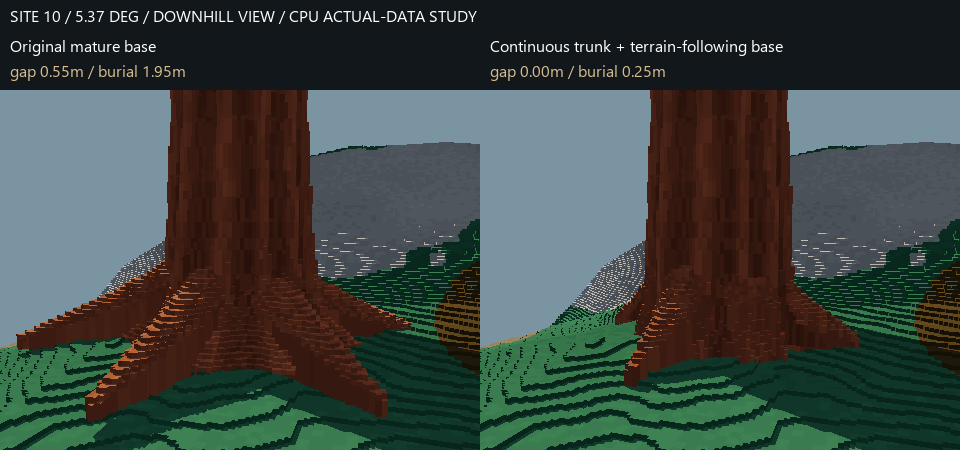 SITE 10 / 5.37 DEG / DOWNHILL VIEW / CPU ACTUAL-DATA STUDY
Original mature base
gap 0.55m / burial 1.95m
Continuous trunk + terrain-following base
gap 0.00m / burial 0.25m